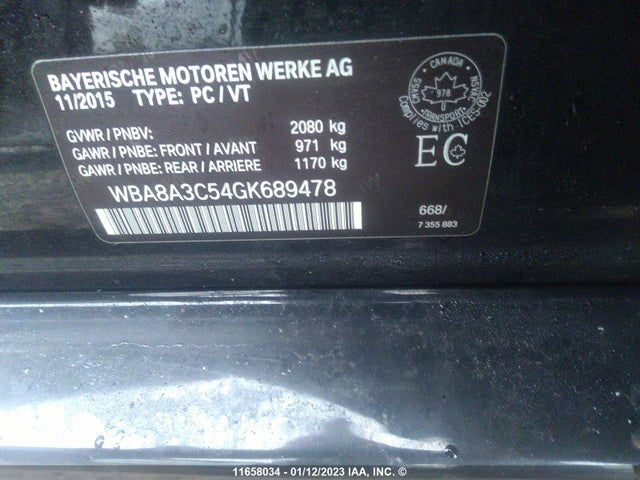 BAYERISCHE MOTOREN WERKE AG
11/2015 TYPE: PC / VT
GVWR / PNBV: 2080 kg
GAWR / PNBE: FRONT / AVANT 971 kg
GAWR / PNBE: REAR / ARRIERE 1170 kg
WBA8A3C54GK689478
CANADA
978
TRANSPORT
EC
668/
7 355 883
11658034 - 01/12/2023 IAA, INC. ©